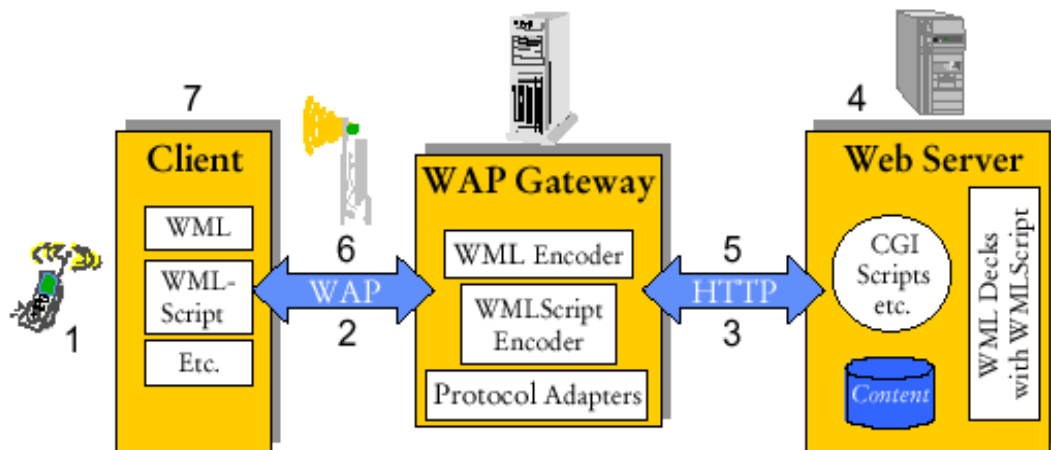 7
Client
WML
WML-
Script
Etc.
1
6
WAP
2
WAP Gateway
WML Encoder
WMLScript
Encoder
Protocol Adapters
5
HTTP
3
4
Web Server
CGI
Scripts
etc.
Content
WML Decks
with WMLScript